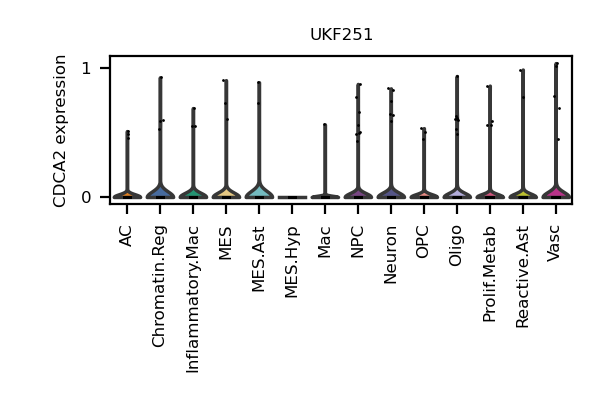 UKF251
CDCA2 expression
1
0
AC
Chromatin.Reg
Inflammatory.Mac
MES
MES.Ast
MES.Hyp
Mac
NPC
Neuron
OPC
Oligo
Prolif.Metab
Reactive.Ast
Vasc